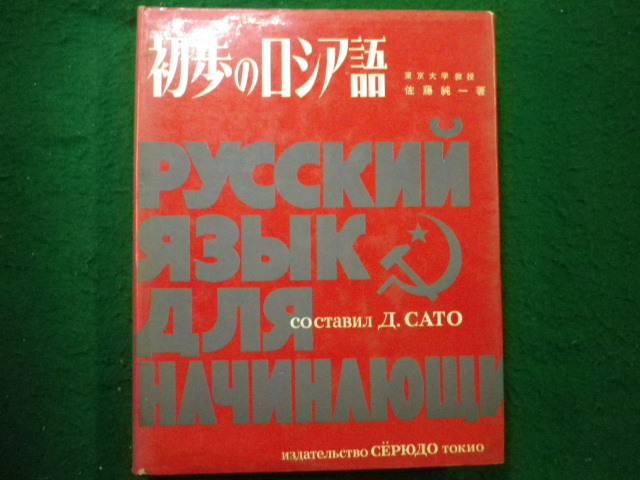 初歩のロシア語
東京大学教授
佐藤純一著
РУССКИЙ
ЯЗЫК
ДЛЯ
составил Д. САТО
НАЧИНАЮЩИ
издательство СЁРЮДО токио